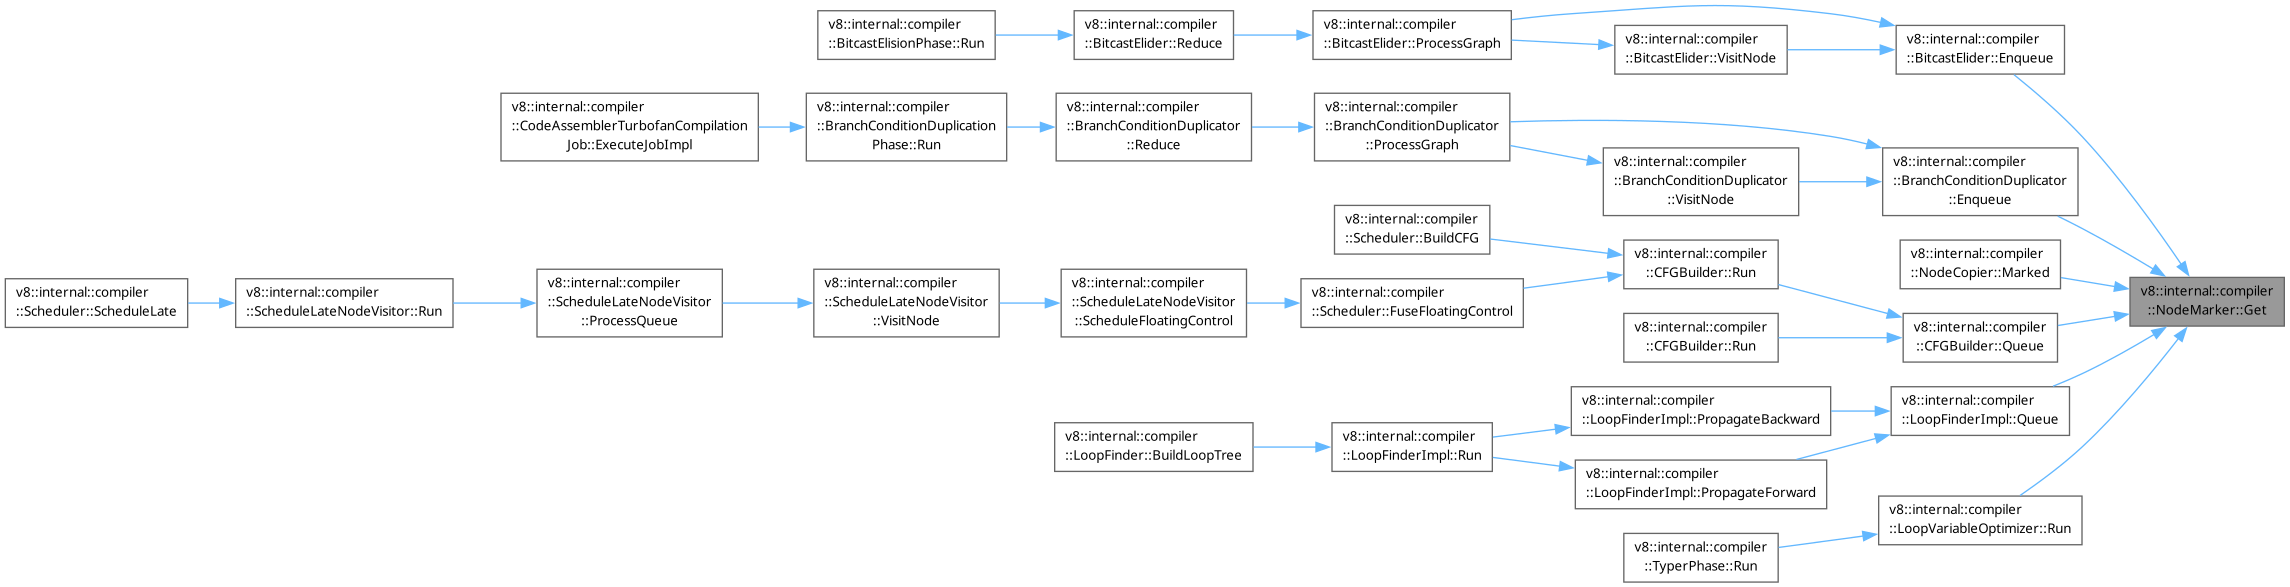 v8::internal::compiler
::BitcastElisionPhase::Run
v8::internal::compiler
::BitcastElider::Reduce
v8::internal::compiler
::BitcastElider::ProcessGraph
v8::internal::compiler
::BitcastElider::VisitNode
v8::internal::compiler
::BitcastElider::Enqueue
v8::internal::compiler
::CodeAssemblerTurbofanCompilation
Job::ExecuteJobImpl
v8::internal::compiler
::BranchConditionDuplication
Phase::Run
v8::internal::compiler
::BranchConditionDuplicator
::Reduce
v8::internal::compiler
::BranchConditionDuplicator
::ProcessGraph
v8::internal::compiler
::BranchConditionDuplicator
::VisitNode
v8::internal::compiler
::BranchConditionDuplicator
::Enqueue
v8::internal::compiler
::Scheduler::BuildCFG
v8::internal::compiler
::CFGBuilder::Run
v8::internal::compiler
::NodeCopier::Marked
v8::internal::compiler
::NodeMarker::Get
v8::internal::compiler
::Scheduler::ScheduleLate
v8::internal::compiler
::ScheduleLateNodeVisitor::Run
v8::internal::compiler
::ScheduleLateNodeVisitor
::ProcessQueue
v8::internal::compiler
::ScheduleLateNodeVisitor
::VisitNode
v8::internal::compiler
::ScheduleLateNodeVisitor
::ScheduleFloatingControl
v8::internal::compiler
::Scheduler::FuseFloatingControl
v8::internal::compiler
::CFGBuilder::Run
v8::internal::compiler
::CFGBuilder::Queue
v8::internal::compiler
::LoopFinder::BuildLoopTree
v8::internal::compiler
::LoopFinderImpl::Run
v8::internal::compiler
::LoopFinderImpl::PropagateBackward
v8::internal::compiler
::LoopFinderImpl::Queue
v8::internal::compiler
::LoopFinderImpl::PropagateForward
v8::internal::compiler
::LoopVariableOptimizer::Run
v8::internal::compiler
::TyperPhase::Run